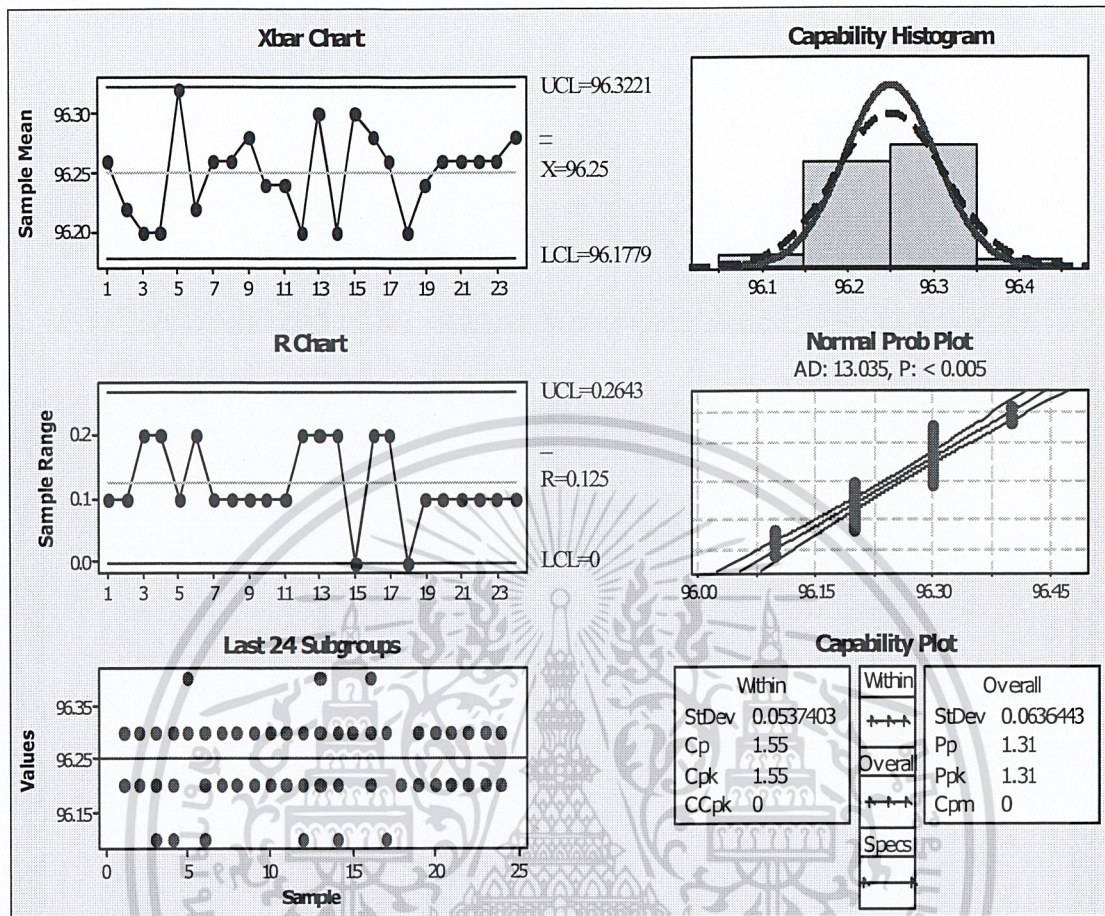 Xbar Chart
Sample Mean
96.30
96.25
96.20
1 3 5 7 9 11 13 15 17 19 21 23
UCL=96.3221
X=96.25
LCL=96.1779
Capability Histogram
96.1 96.2 96.3 96.4
R Chart
Sample Range
0.2
0.1
0.0
1 3 5 7 9 11 13 15 17 19 21 23
UCL=0.2643
R=0.125
LCL=0
Normal Prob Plot
AD: 13.035, P: < 0.005
96.00 96.15 96.30 96.45
Last 24 Subgroups
Values
96.35
96.25
96.15
0 5 10 15 20 25
Sample
Capability Plot
Within
StDev 0.0537403
Cp 1.55
Cpk 1.55
CCpk 0
Within
Overall
Specs
Overall
StDev 0.0636443
Pp 1.31
Ppk 1.31
Cpm 0